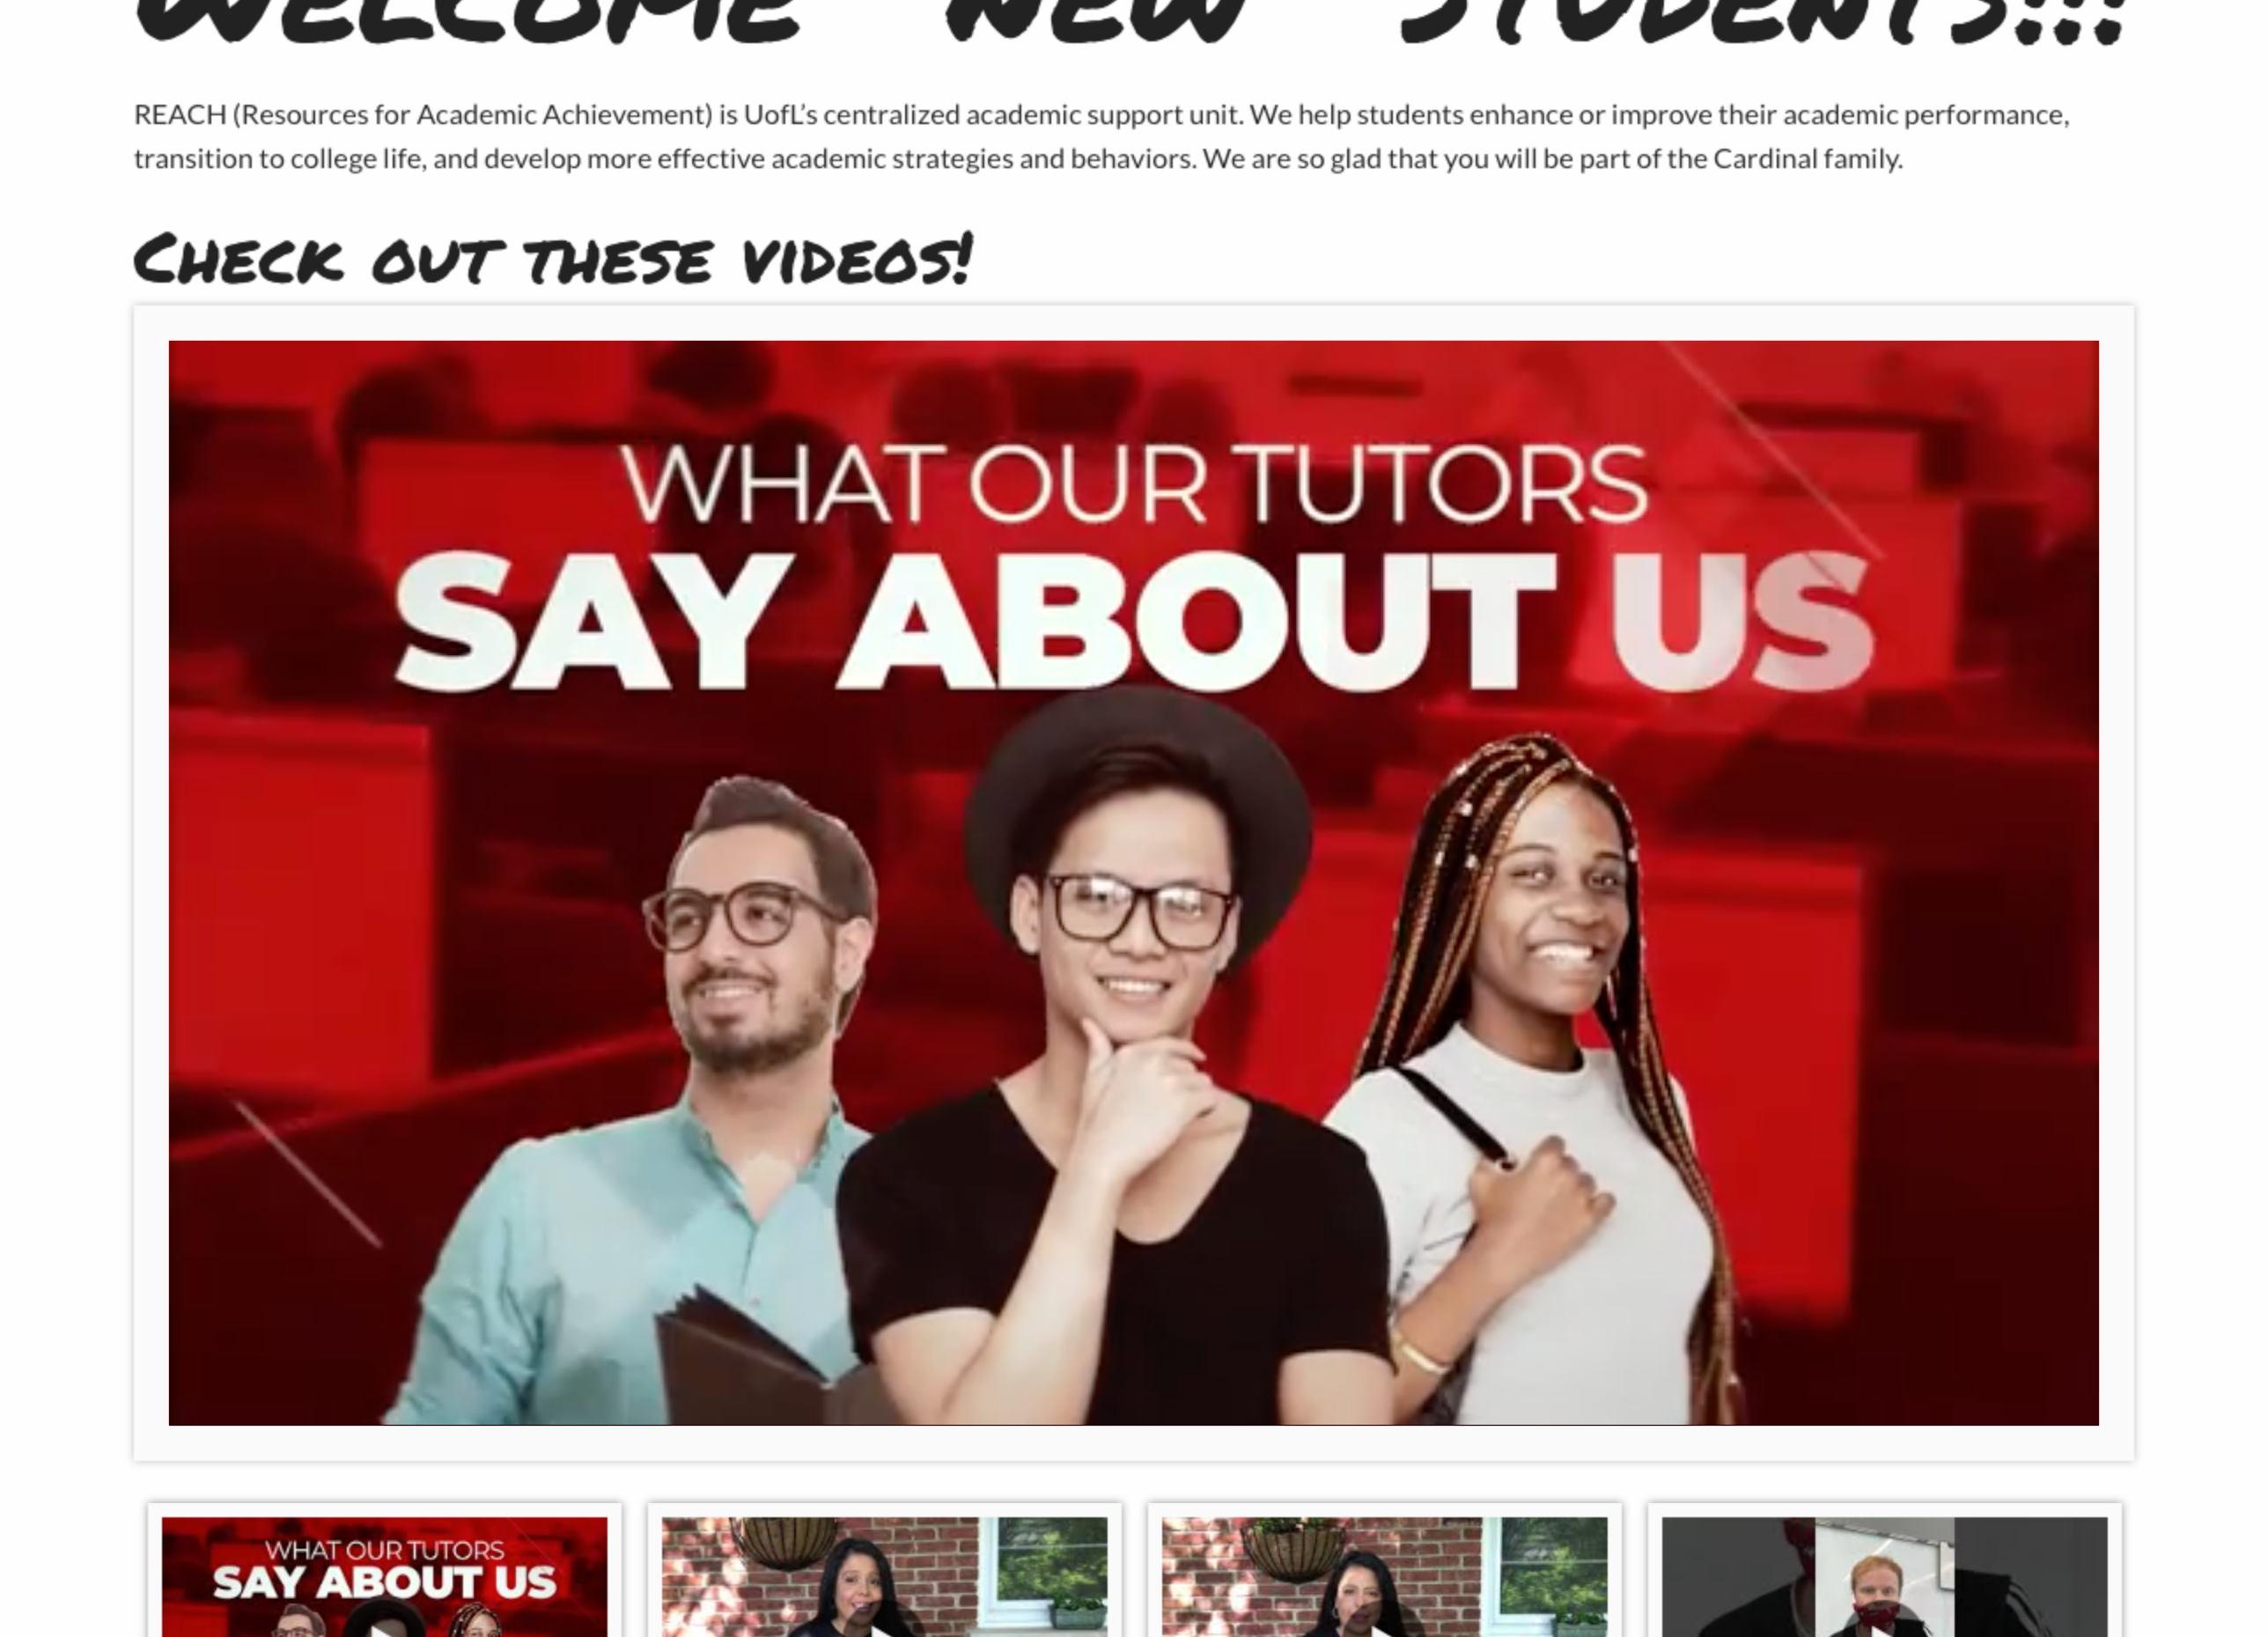 WELCOME NEW STUDENTS!!!
REACH (Resources for Academic Achievement) is UofL’s centralized academic support unit. We help students enhance or improve their academic performance,
transition to college life, and develop more effective academic strategies and behaviors. We are so glad that you will be part of the Cardinal family.
CHECK OUT THESE VIDEOS!
WHAT OUR TUTORS
SAY ABOUT US
WHAT OUR TUTORS
SAY ABOUT US